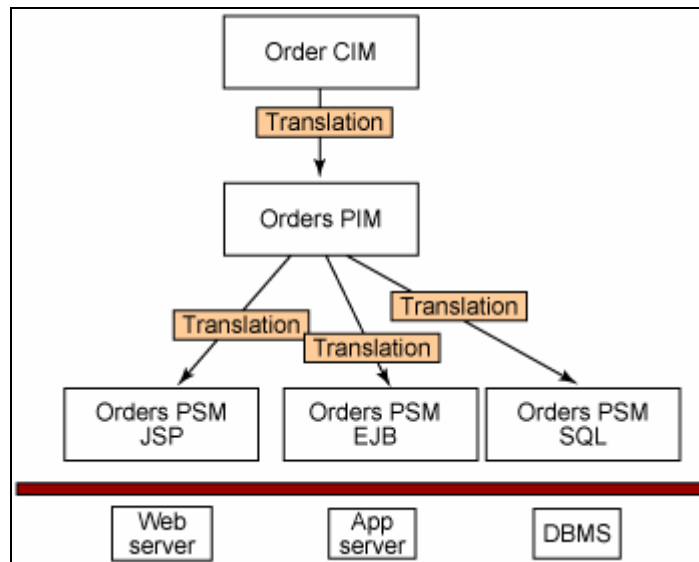 Order CIM
Translation
Orders PIM
Translation
Translation
Translation
Orders PSM
JSP
Orders PSM
EJB
Orders PSM
SQL
Web
server
App
server
DBMS